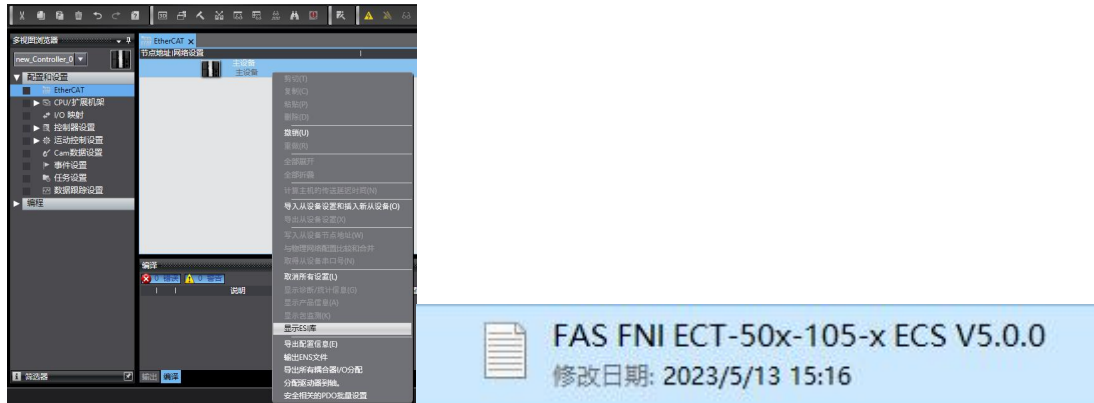 多视图浏览器
new_Controller_0
配置和设置
EtherCAT
CPU/扩展机架
I/O 映射
控制器设置
运动控制设置
Cam数据设置
事件设置
任务设置
数据跟踪设置
编程
筛选器
EtherCAT
节点地址|网络设置
主设备
主设备
剪切(T)
复制(C)
粘贴(P)
删除(D)
撤销(U)
重做(R)
全部展开
全部折叠
计算主机的传送延迟时间(N)
导入从设备设置和插入新从设备(O)
导出从设备设置(X)
写入从设备节点地址(W)
与物理网络配置比较和合并
取得从设备串口号(N)
取消所有设置(L)
显示诊断/统计信息(G)
显示产品信息(A)
显示ESI库
导出配置信息(E)
输出ENS文件
导出所有耦合器I/O分配
分配驱动器到轴。
安全相关的PDO批量设置
编译
0 错误
0 警告
说明
输出
编译
FAS FNI ECT-50x-105-x ECS V5.0.0
修改日期: 2023/5/13 15:16